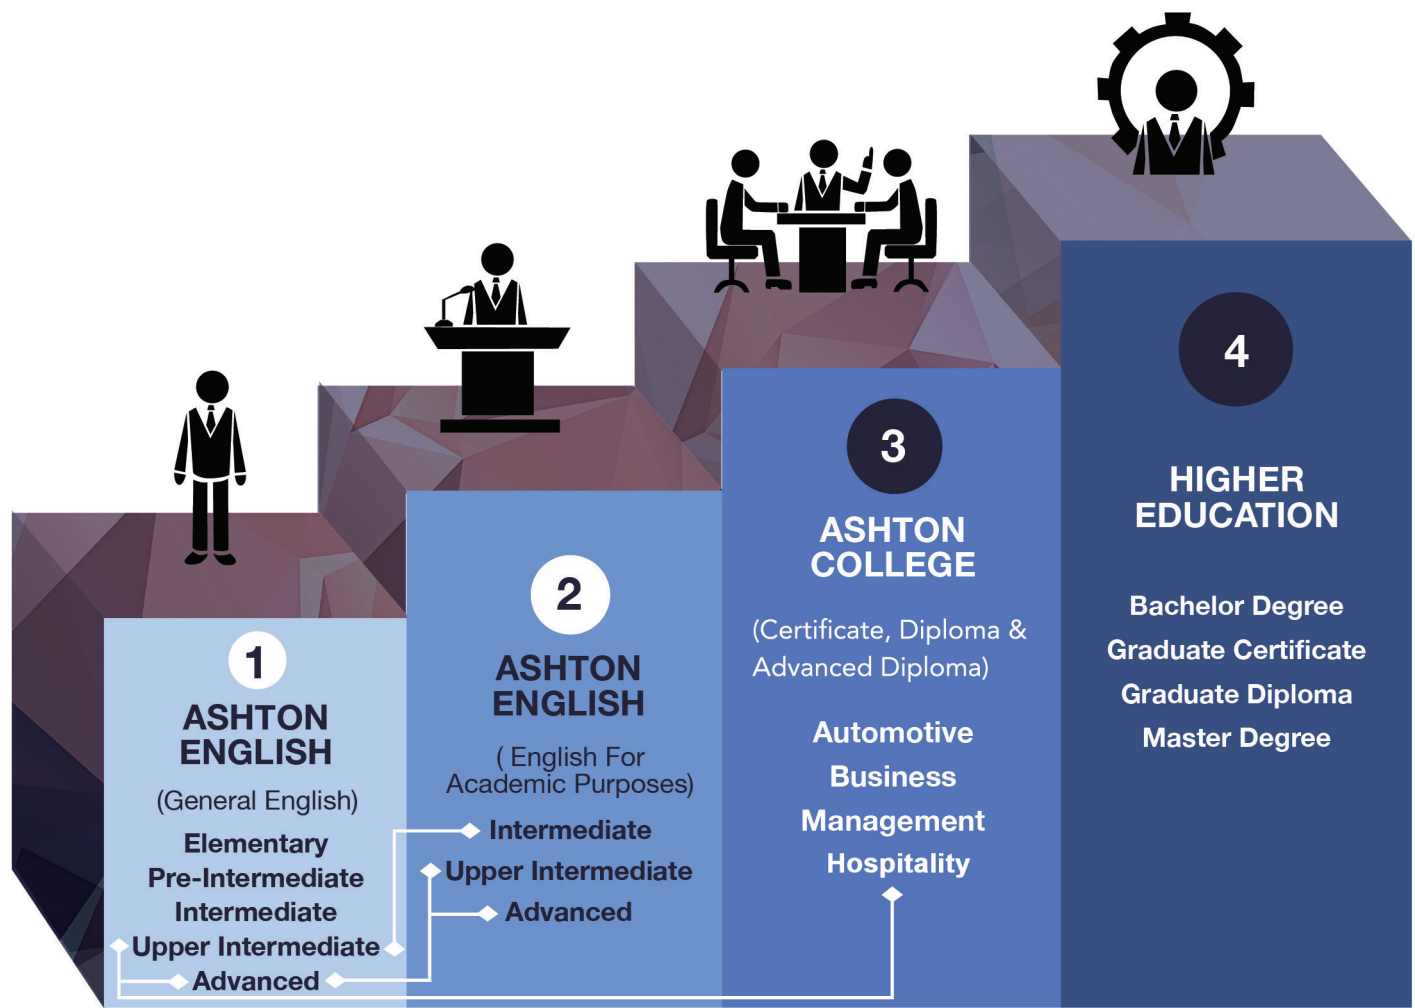 1
ASHTON
ENGLISH
(General English)
Elementary
Pre-Intermediate
Intermediate
Upper Intermediate
Advanced
2
ASHTON
ENGLISH
( English For
Academic Purposes)
Intermediate
Upper Intermediate
Advanced
3
ASHTON
COLLEGE
(Certificate, Diploma &
Advanced Diploma)
Automotive
Business
Management
Hospitality
4
HIGHER
EDUCATION
Bachelor Degree
Graduate Certificate
Graduate Diploma
Master Degree